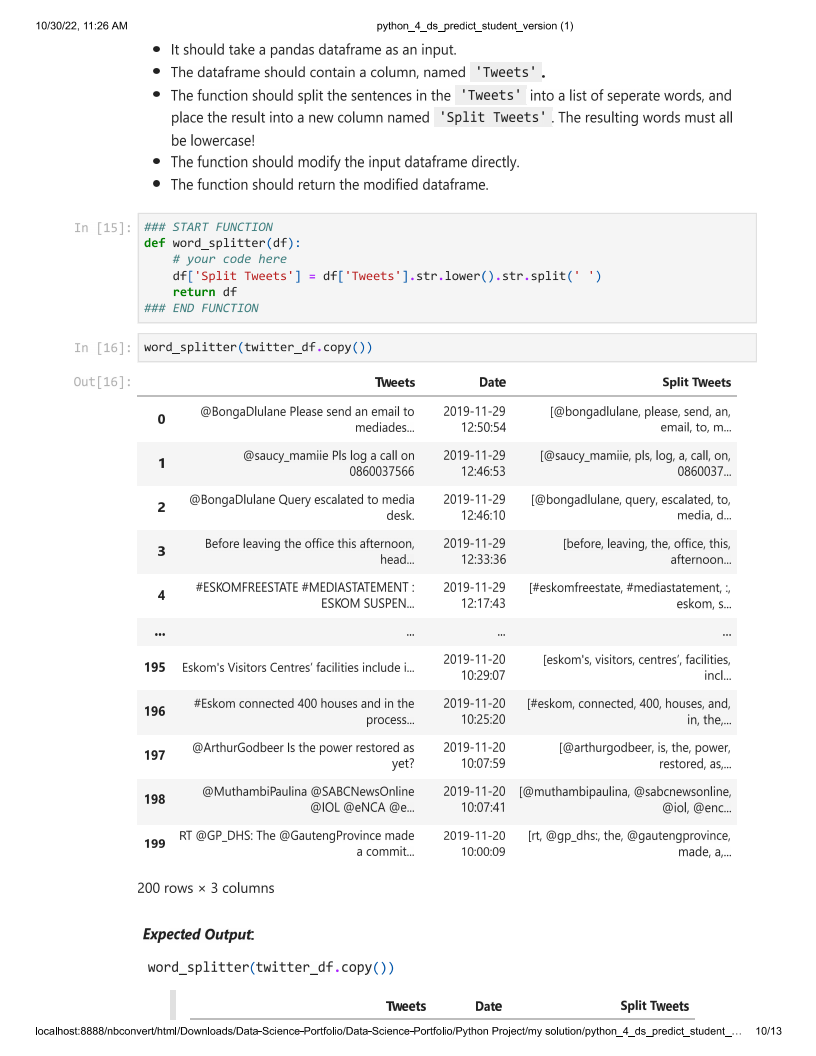 10/30/22, 11:26 AM python_4_ds_predict_student_version (1)
It should take a pandas dataframe as an input.
The dataframe should contain a column, named 'Tweets' .
The function should split the sentences in the 'Tweets' into a list of seperate words, and
place the result into a new column named 'Split Tweets' . The resulting words must all
be lowercase!
The function should modify the input dataframe directly.
The function should return the modified dataframe.
In [15]: ### START FUNCTION
def word_splitter(df):
# your code here
df['Split Tweets'] = df['Tweets'].str.lower().str.split(' ')
return df
### END FUNCTION
In [16]: word_splitter(twitter_df.copy())
Out[16]: Tweets Date Split Tweets
0 @BongaDlulane Please send an email to mediades... 2019-11-29 12:50:54 [@bongadlulane, please, send, an, email, to, m...
1 @saucy_mamiie Pls log a call on 0860037566 2019-11-29 12:46:53 [@saucy_mamiie, pls, log, a, call, on, 0860037...
2 @BongaDlulane Query escalated to media desk. 2019-11-29 12:46:10 [@bongadlulane, query, escalated, to, media, d...
3 Before leaving the office this afternoon, head... 2019-11-29 12:33:36 [before, leaving, the, office, this, afternoon...
4 #ESKOMFREESTATE #MEDIASTATEMENT : ESKOM SUSPEN... 2019-11-29 12:17:43 [#eskomfreestate, #mediastatement, :, eskom, s...
... ... ... ...
195 Eskom's Visitors Centres’ facilities include i... 2019-11-20 10:29:07 [eskom's, visitors, centres’, facilities, incl...
196 #Eskom connected 400 houses and in the process... 2019-11-20 10:25:20 [#eskom, connected, 400, houses, and, in, the,...
197 @ArthurGodbeer Is the power restored as yet? 2019-11-20 10:07:59 [@arthurgodbeer, is, the, power, restored, as,...
198 @MuthambiPaulina @SABCNewsOnline @IOL @eNCA @e... 2019-11-20 10:07:41 [@muthambipaulina, @sabcnewsonline, @iol, @enc...
199 RT @GP_DHS: The @GautengProvince made a commit... 2019-11-20 10:00:09 [rt, @gp_dhs:, the, @gautengprovince, made, a,...
200 rows × 3 columns
Expected Output:
word_splitter(twitter_df.copy())
Tweets Date Split Tweets
localhost:8888/nbconvert/html/Downloads/Data-Science-Portfolio/Data-Science-Portfolio/Python Project/my solution/python_4_ds_predict_student_… 10/13